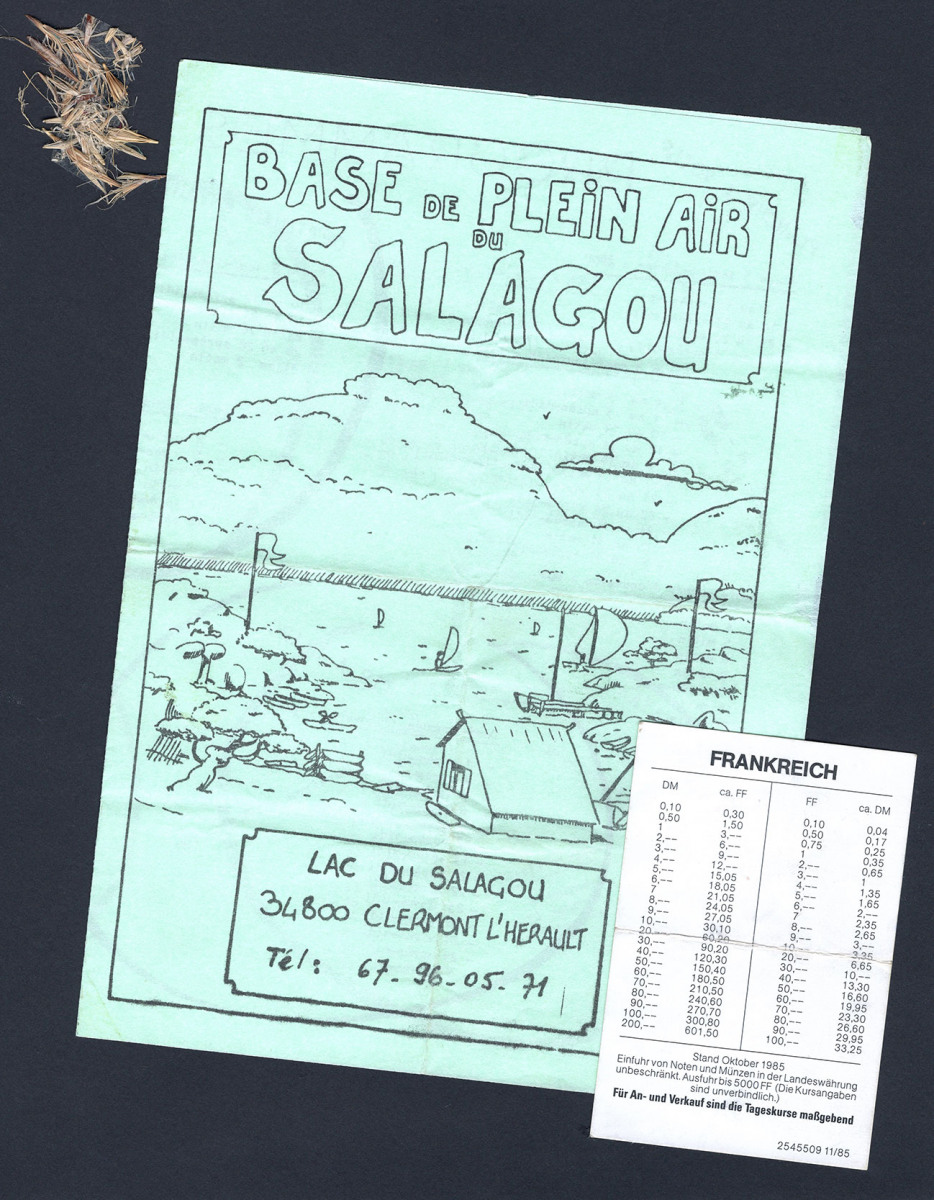 BASE DE PLEiN AiR
DU
SALAGOU
LAC DU SALAGOU
34800 CLERMONT L'HERAULT
Tél: 67-96-05-71
FRANKREICH
DM ca. FF FF ca. DM
0,10 0,30 0,10 0,04
0,50 1,50 0,50 0,17
1 3,-- 0,75 0,25
2,-- 6,-- 1 0,35
3,-- 9,-- 2,-- 0,65
4,-- 12,-- 3,-- 1
5,-- 15,05 4,-- 1,35
6,-- 18,05 5,-- 1,65
7 21,05 6,-- 2,--
8,-- 24,05 7 2,35
9,-- 27,05 8,-- 2,65
10,-- 30,10 9,-- 3,--
20,-- 60,20 10,-- 3,35
30,-- 90,20 20,-- 6,65
40,-- 120,30 30,-- 10,--
50,-- 150,40 40,-- 13,30
60,-- 180,50 50,-- 16,60
70,-- 210,50 60,-- 19,95
80,-- 240,60 70,-- 23,30
90,-- 270,70 80,-- 26,60
100,-- 300,80 90,-- 29,95
200,-- 601,50 100,-- 33,25
Stand Oktober 1985
Einfuhr von Noten und Münzen in der Landeswährung
unbeschränkt. Ausfuhr bis 5000 FF (Die Kursangaben
sind unverbindlich.)
Für An- und Verkauf sind die Tageskurse maßgebend
2545509 11/85